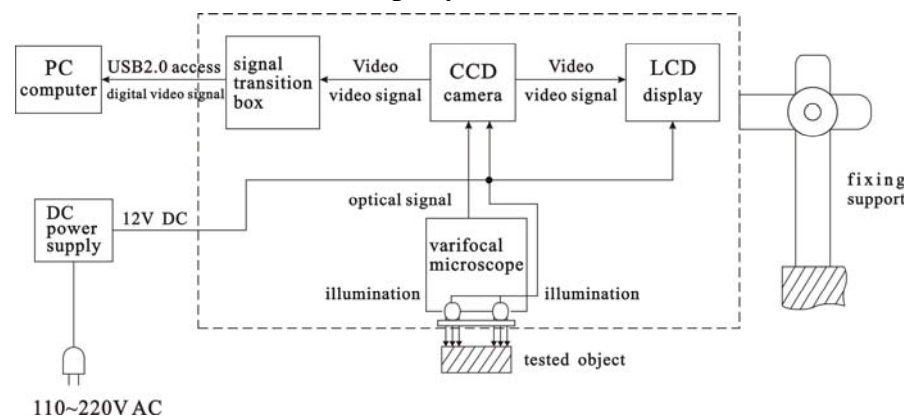 PC
computer
USB2.0 access
digital video signal
signal
transition
box
Video
video signal
CCD
camera
Video
video signal
LCD
display
fixing
support
optical signal
12V DC
DC
power
supply
varifocal
microscope
illumination
illumination
tested object
110~220V AC